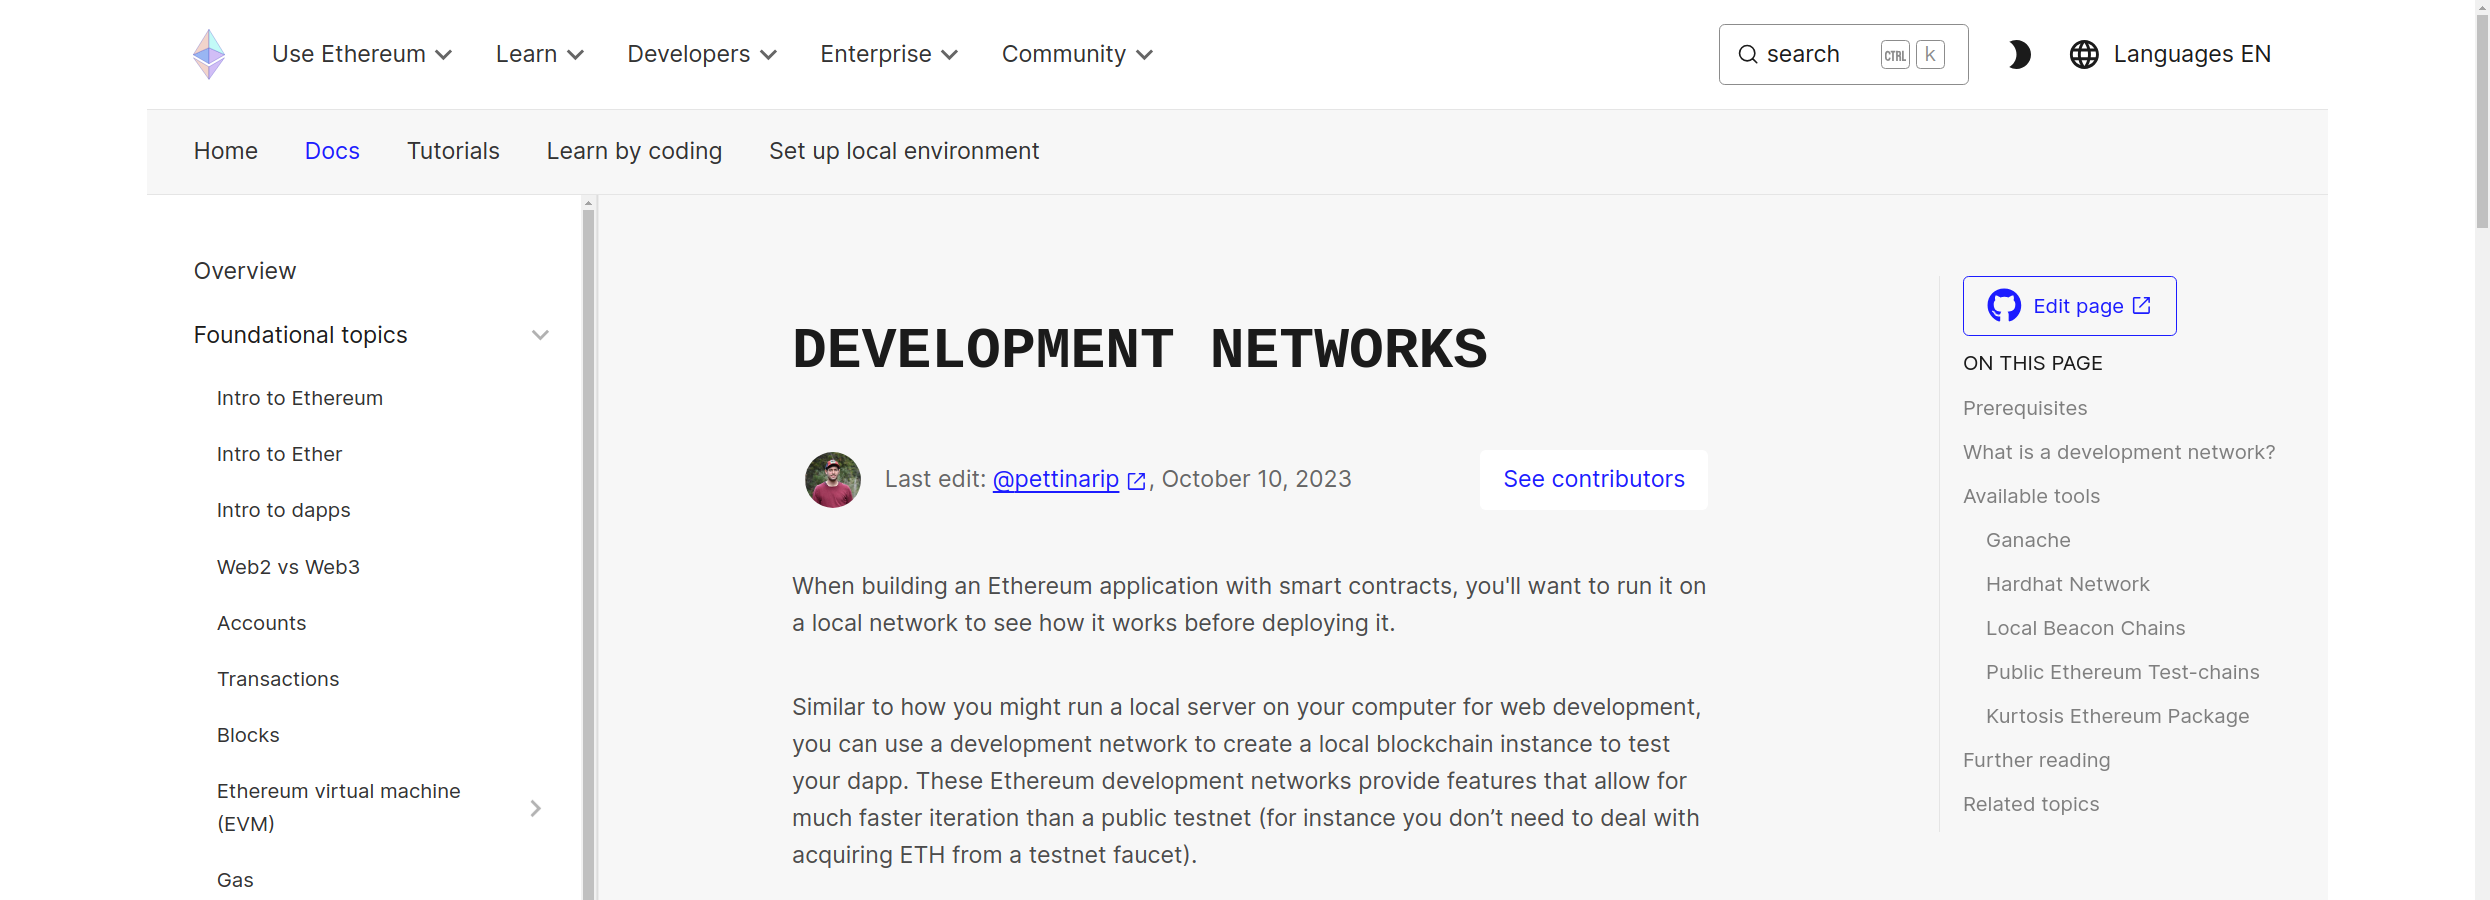 Use Ethereum Learn Developers Enterprise Community search CTRL k Languages EN
Home Docs Tutorials Learn by coding Set up local environment
Overview
Foundational topics
Intro to Ethereum
Intro to Ether
Intro to dapps
Web2 vs Web3
Accounts
Transactions
Blocks
Ethereum virtual machine
(EVM)
Gas
DEVELOPMENT NETWORKS
Last edit: @pettinarip, October 10, 2023
See contributors
When building an Ethereum application with smart contracts, you'll want to run it on
a local network to see how it works before deploying it.
Similar to how you might run a local server on your computer for web development,
you can use a development network to create a local blockchain instance to test
your dapp. These Ethereum development networks provide features that allow for
much faster iteration than a public testnet (for instance you don’t need to deal with
acquiring ETH from a testnet faucet).
Edit page
ON THIS PAGE
Prerequisites
What is a development network?
Available tools
Ganache
Hardhat Network
Local Beacon Chains
Public Ethereum Test-chains
Kurtosis Ethereum Package
Further reading
Related topics